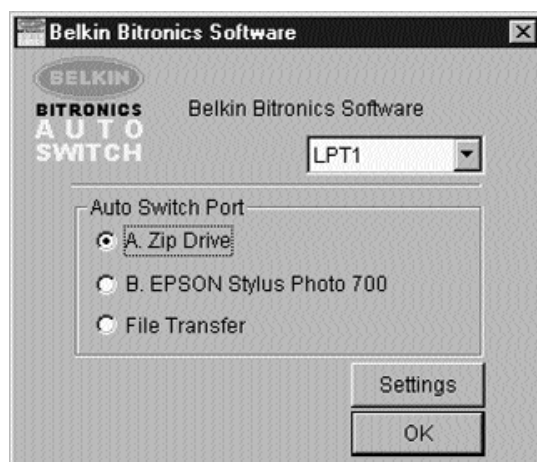 Belkin Bitronics Software
BELKIN
BITRONICS
AUTO
SWITCH
Belkin Bitronics Software
LPT1
Auto Switch Port
A. Zip Drive
B. EPSON Stylus Photo 700
File Transfer
Settings
OK